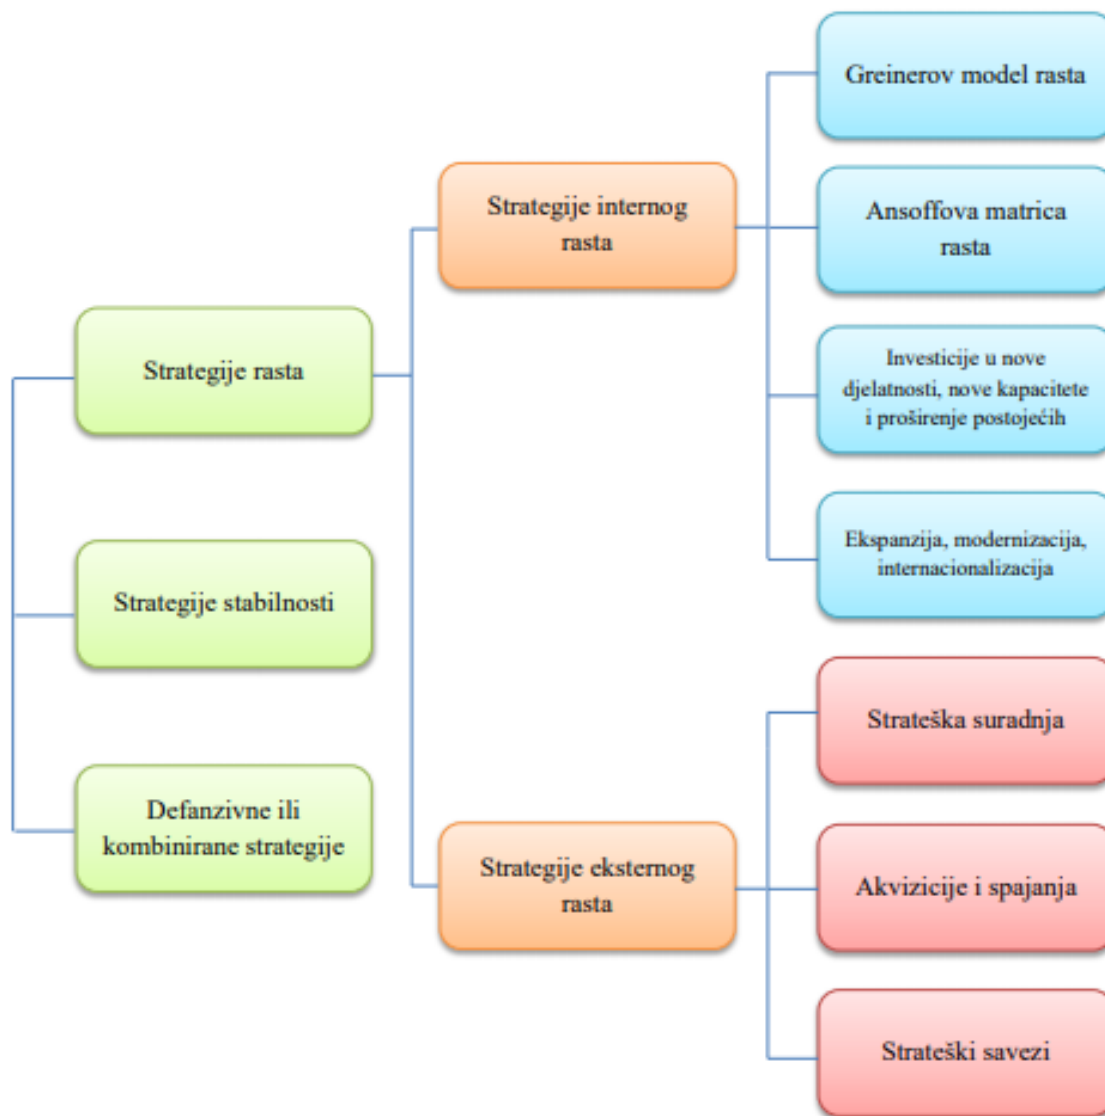 Greinerov model rasta
Strategije internog
rasta
Ansoffova matrica
rasta
Strategije rasta
Investicije u nove
djelatnosti, nove kapacitete
i proširenje postojećih
Ekspanzija, modernizacija,
internacionalizacija
Strategije stabilnosti
Strateška suradnja
Defanzivne ili
kombinirane strategije
Strategije eksternog
rasta
Akvizicije i spajanja
Strateški savezi